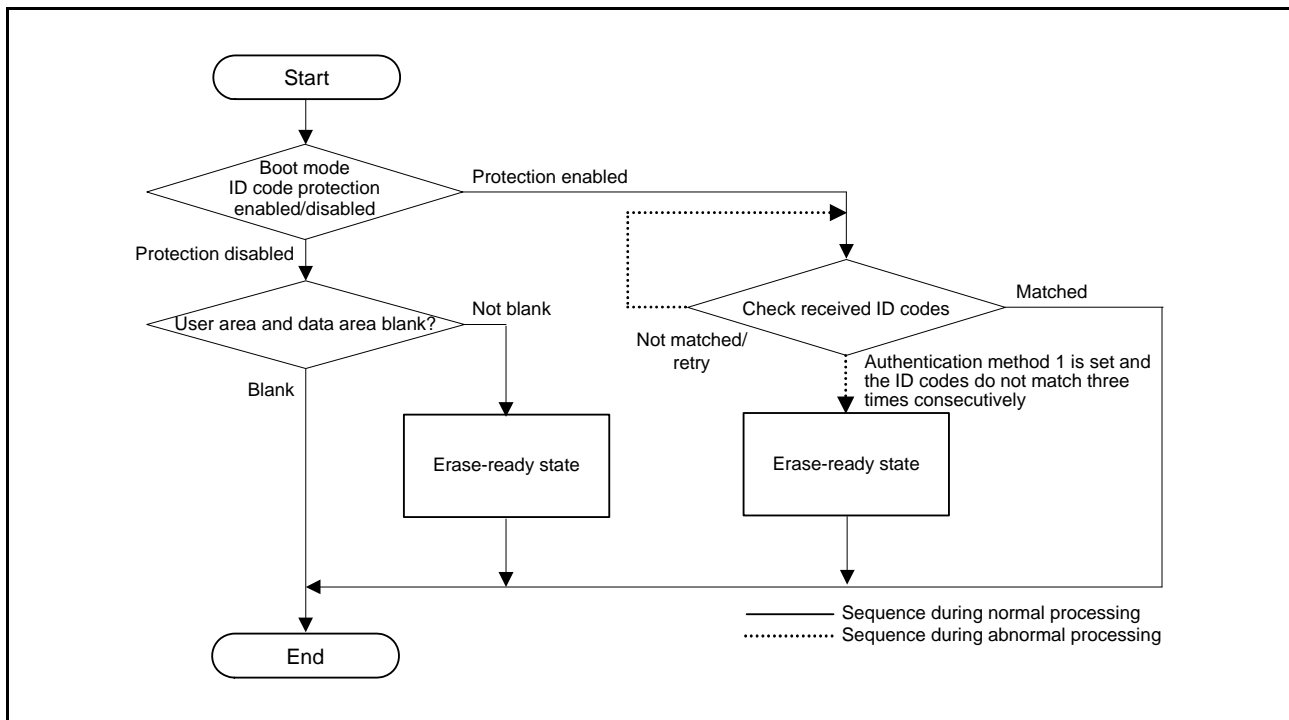 Start
Boot mode
ID code protection
enabled/disabled
Protection enabled
Protection disabled
User area and data area blank?
Not blank
Blank
Check received ID codes
Matched
Not matched/
retry
Authentication method 1 is set and
the ID codes do not match three
times consecutively
Erase-ready state
Erase-ready state
Sequence during normal processing
Sequence during abnormal processing
End